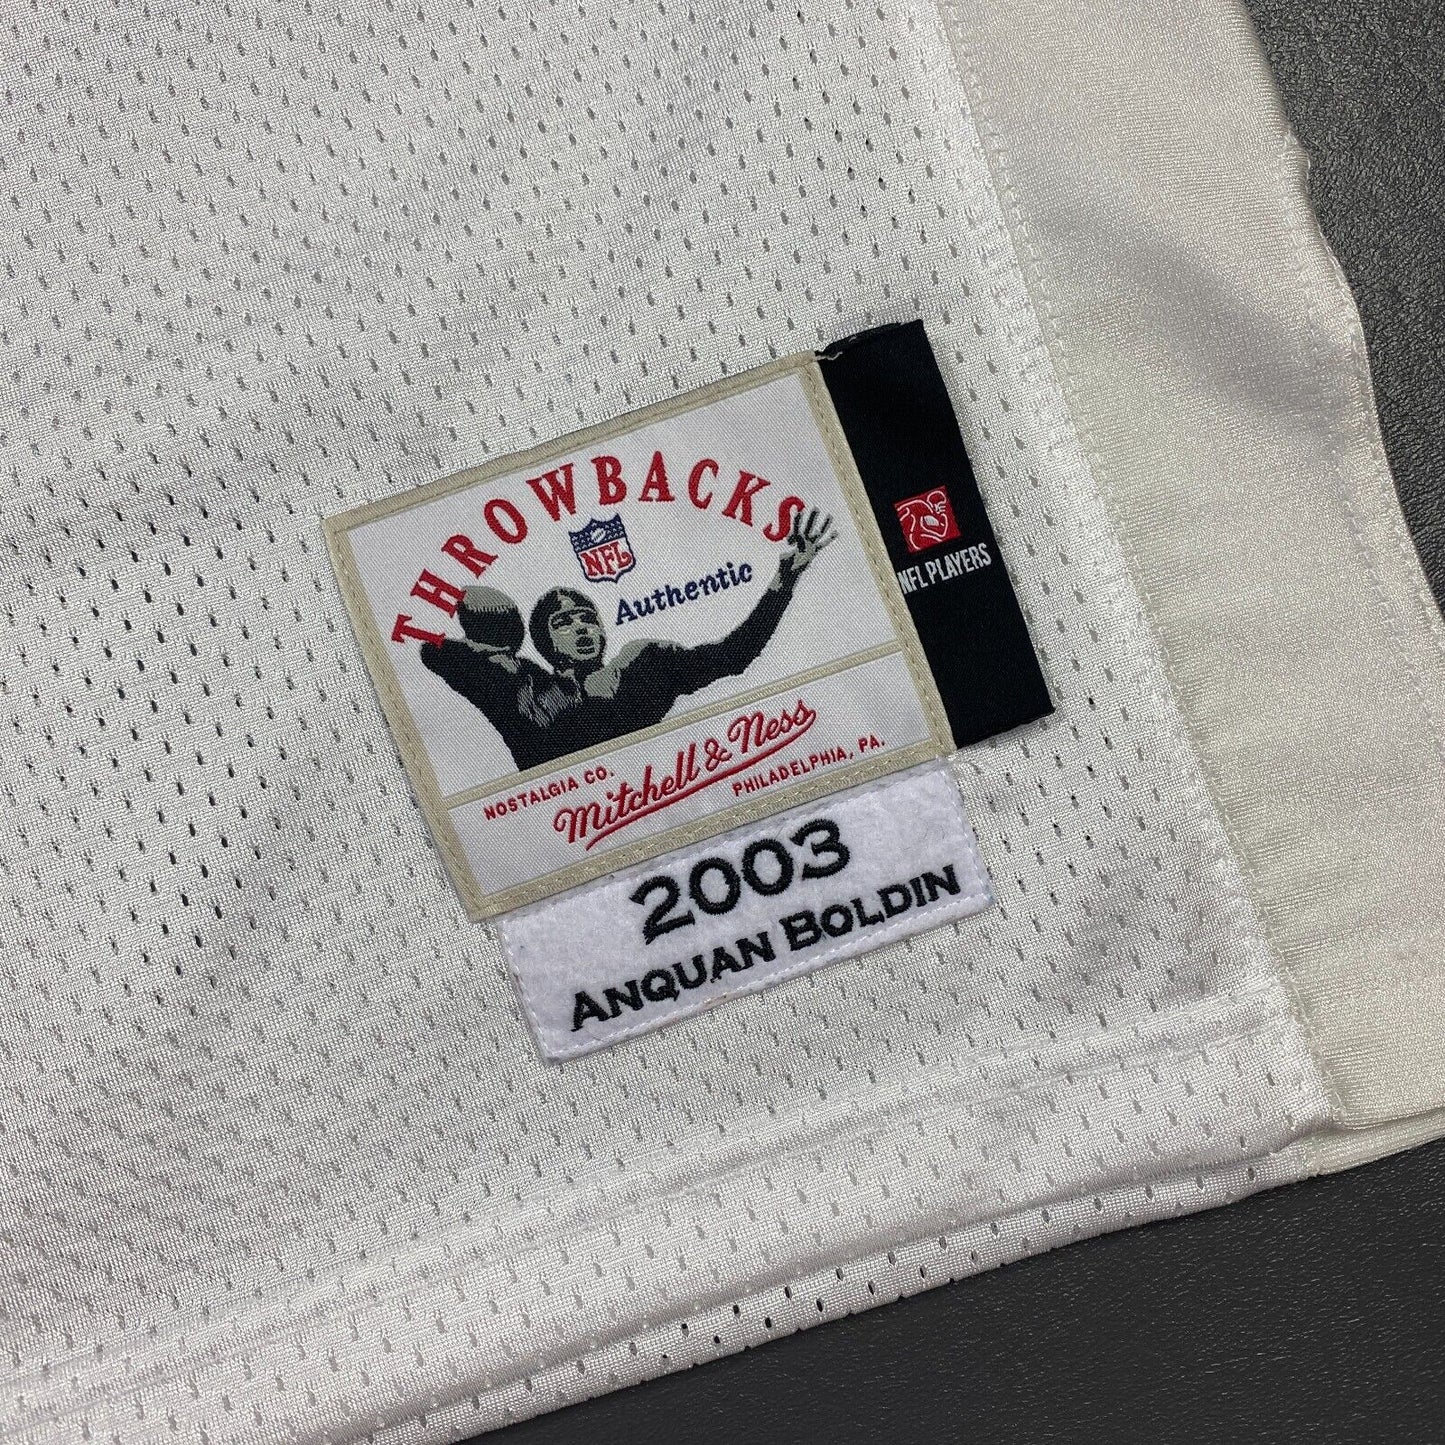 THROWBACKS
NFL
Authentic
NFL PLAYERS
NOSTALGIA CO.
Mitchell & Ness
PHILADELPHIA, PA.
2003
ANQUAN BOLDIN